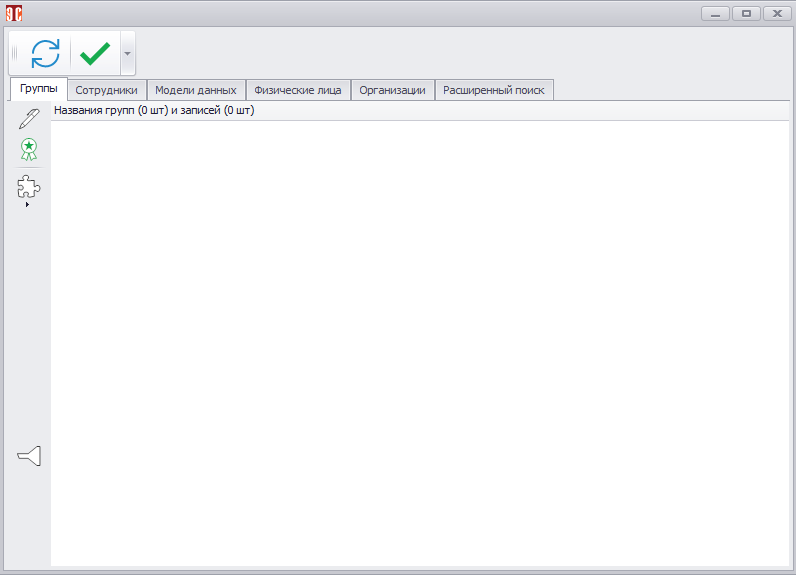 Группы
Сотрудники
Модели данных
Физические лица
Организации
Расширенный поиск
Названия групп (0 шт) и записей (0 шт)